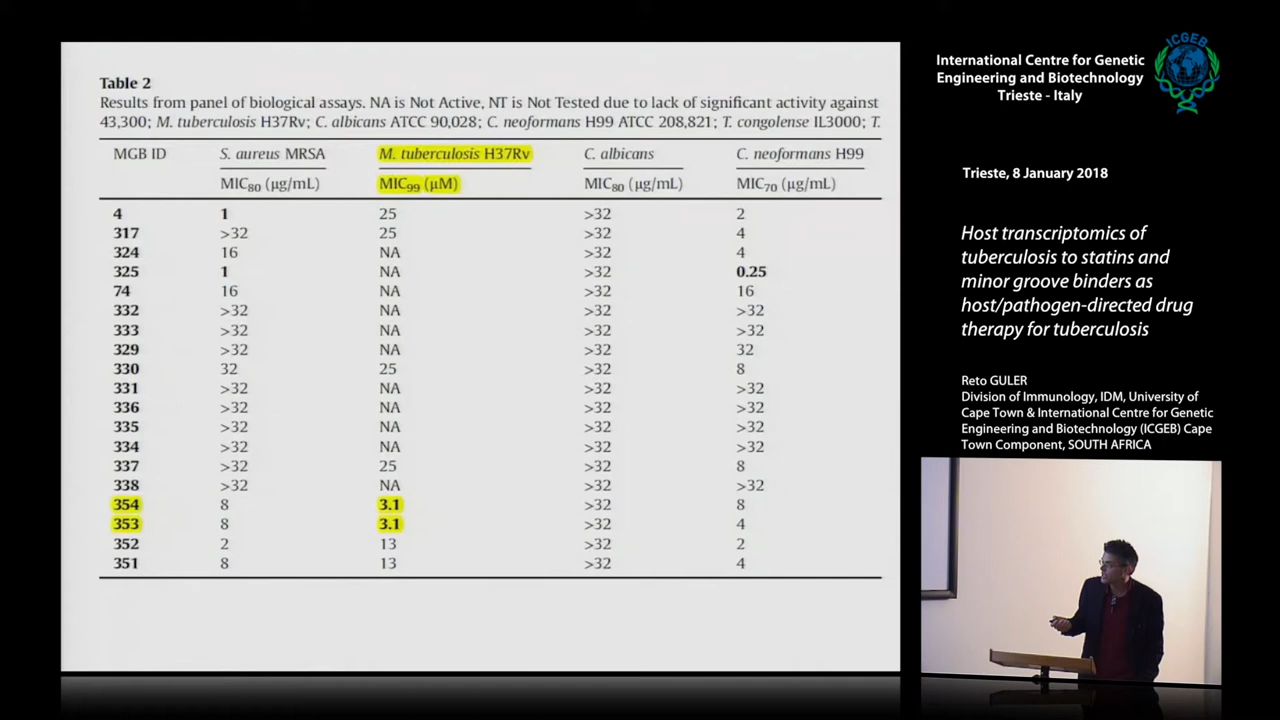 Table 2
Results from panel of biological assays. NA is Not Active, NT is Not Tested due to lack of significant activity against
43,300; M. tuberculosis H37Rv; C. albicans ATCC 90,028; C. neoformans H99 ATCC 208,821; T. congolense IL3000; T.
MGB ID S. aureus MRSA M. tuberculosis H37Rv C. albicans C. neoformans H99
MIC80 (μg/mL) MIC99 (μM) MIC80 (μg/mL) MIC70 (μg/mL)
4 1 25 >32 2
317 >32 25 >32 4
324 16 NA >32 4
325 1 NA >32 0.25
74 16 NA >32 16
332 >32 NA >32 >32
333 >32 NA >32 >32
329 >32 NA >32 32
330 32 25 >32 8
331 >32 NA >32 >32
336 >32 NA >32 >32
335 >32 NA >32 >32
334 >32 NA >32 >32
337 >32 25 >32 8
338 >32 NA >32 >32
354 8 3.1 >32 8
353 8 3.1 >32 4
352 2 13 >32 2
351 8 13 >32 4
International Centre for Genetic
Engineering and Biotechnology
Trieste - Italy
ICGEB
Trieste, 8 January 2018
Host transcriptomics of
tuberculosis to statins and
minor groove binders as
host/pathogen-directed drug
therapy for tuberculosis
Reto GULER
Division of Immunology, IDM, University of
Cape Town & International Centre for Genetic
Engineering and Biotechnology (ICGEB) Cape
Town Component, SOUTH AFRICA